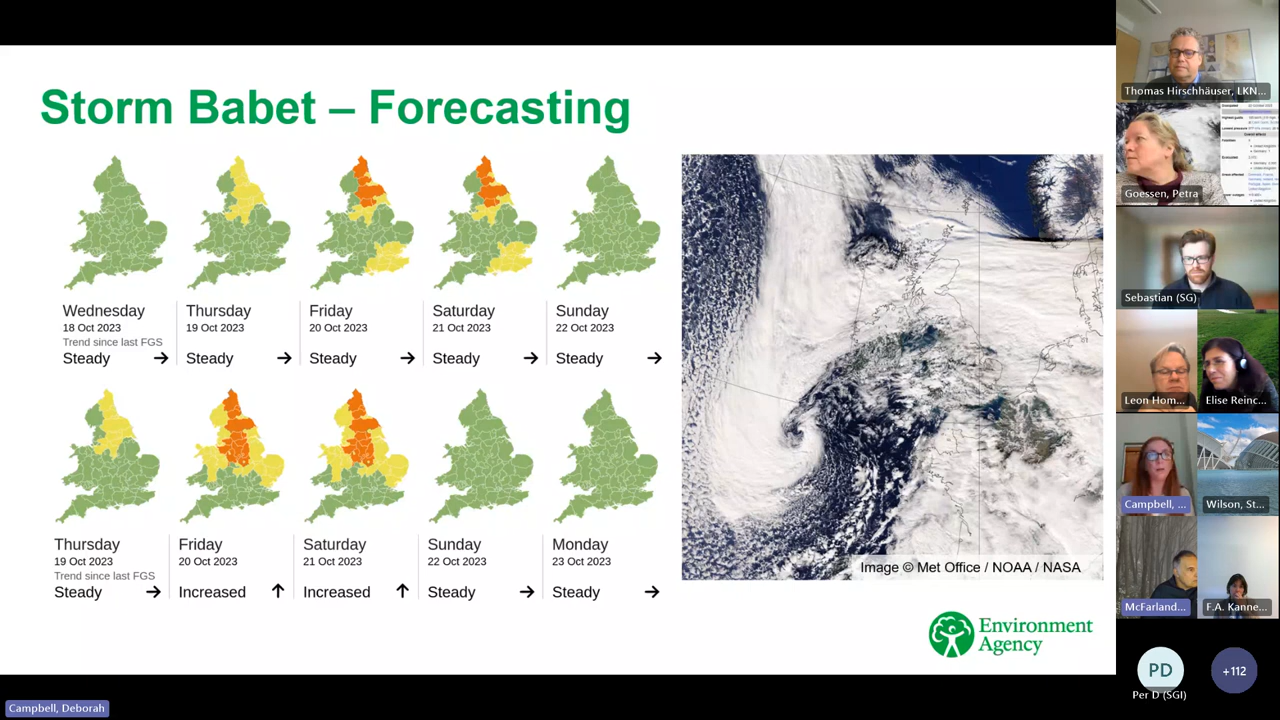 Storm Babet – Forecasting
Wednesday
18 Oct 2023
Trend since last FGS
Steady
Thursday
19 Oct 2023
Steady
Friday
20 Oct 2023
Steady
Saturday
21 Oct 2023
Steady
Sunday
22 Oct 2023
Steady
Thursday
19 Oct 2023
Trend since last FGS
Steady
Friday
20 Oct 2023
Increased
Saturday
21 Oct 2023
Increased
Sunday
22 Oct 2023
Steady
Monday
23 Oct 2023
Steady
Image © Met Office / NOAA / NASA
Environment
Agency
Campbell, Deborah
Thomas Hirschhäuser, LKN...
Goessen, Petra
Sebastian (SG)
Leon Hom...
Elise Reinc...
Campbell, ...
Wilson, St...
McFarland...
F.A. Kanne...
PD
Per D (SGI)
+112